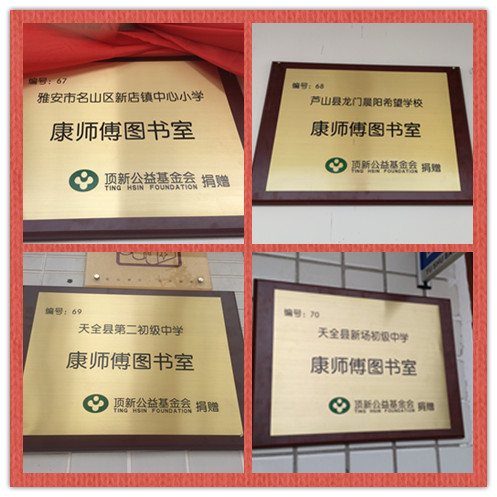 编号：67
雅安市名山区新店镇中心小学
康师傅图书室
顶新公益基金会 捐赠
TING HSIN FOUNDATION
编号：68
芦山县龙门晨阳希望学校
康师傅图书室
顶新公益基金会 捐赠
TING HSIN FOUNDATION
编号：69
天全县第二初级中学
康师傅图书室
顶新公益基金会 捐赠
TING HSIN FOUNDATION
编号：70
天全县新场初级中学
康师傅图书室
顶新公益基金会 捐赠
TING HSIN FOUNDATION